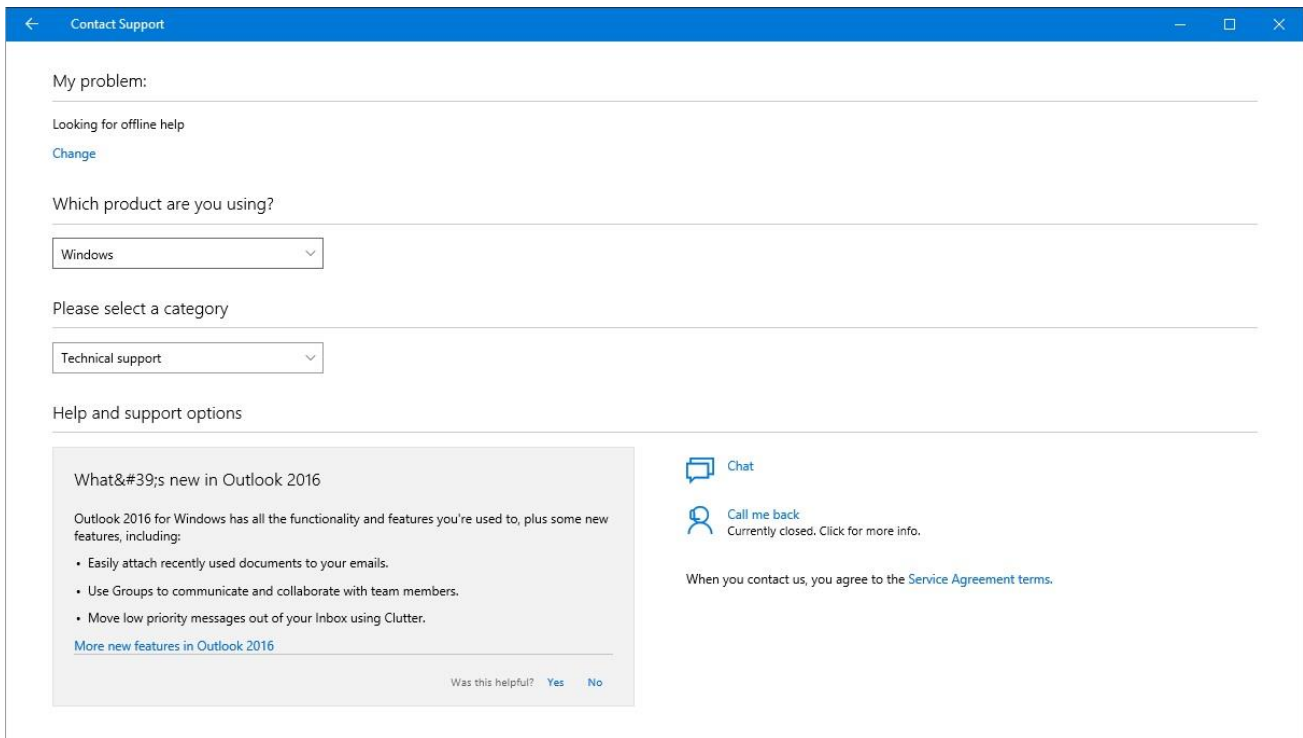 Contact Support
My problem:
Looking for offline help
Change
Which product are you using?
Windows
Please select a category
Technical support
Help and support options
What&#39;s new in Outlook 2016
Outlook 2016 for Windows has all the functionality and features you're used to, plus some new
features, including:
• Easily attach recently used documents to your emails.
• Use Groups to communicate and collaborate with team members.
• Move low priority messages out of your Inbox using Clutter.
More new features in Outlook 2016
Was this helpful? Yes No
Chat
Call me back
Currently closed. Click for more info.
When you contact us, you agree to the Service Agreement terms.